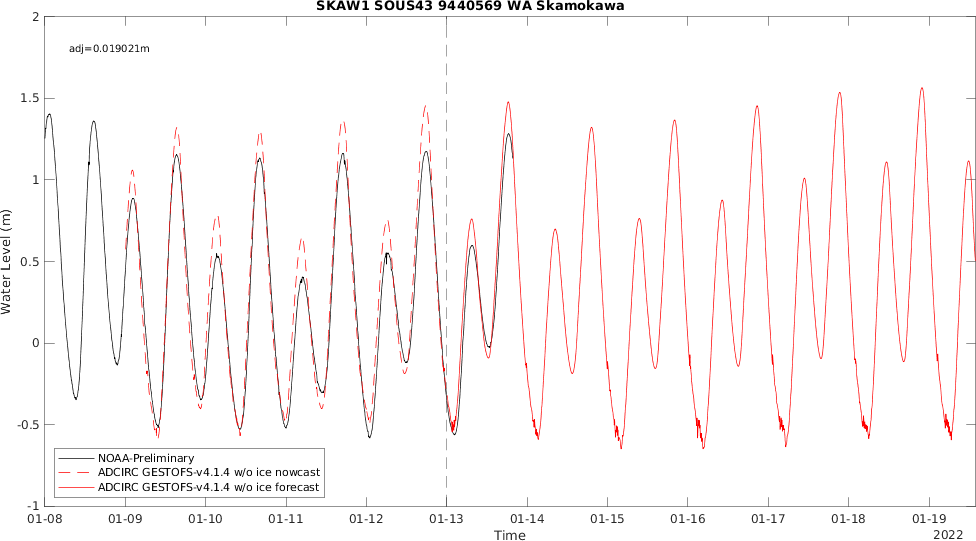 SKAW1 SOUS43 9440569 WA Skamokawa
2
adj=0.019021m
1.5
1
0.5
0
-0.5
-1
Water Level (m)
NOAA-Preliminary
ADCIRC GESTOFS-v4.1.4 w/o ice nowcast
ADCIRC GESTOFS-v4.1.4 w/o ice forecast
01-08 01-09 01-10 01-11 01-12 01-13 01-14 01-15 01-16 01-17 01-18 01-19
Time
2022